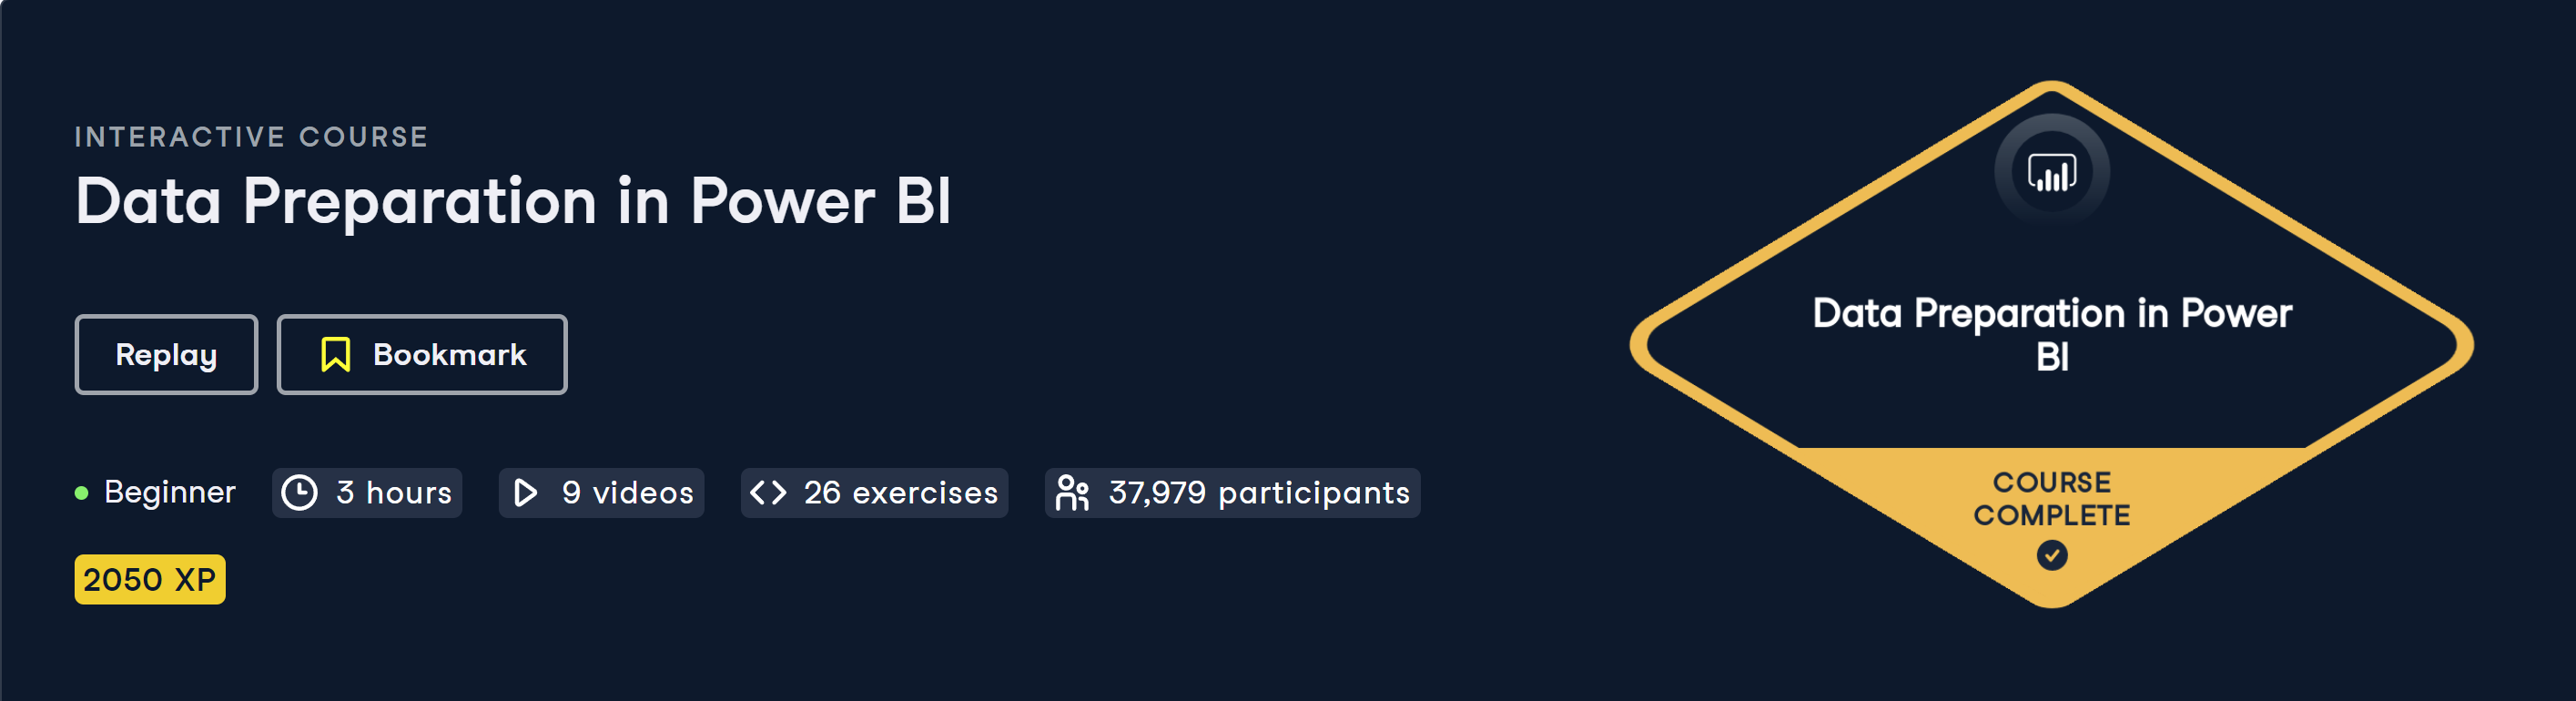 INTERACTIVE COURSE
Data Preparation in Power BI
Replay
Bookmark
Beginner
3 hours
9 videos
26 exercises
37,979 participants
2050 XP
Data Preparation in Power
BI
COURSE
COMPLETE